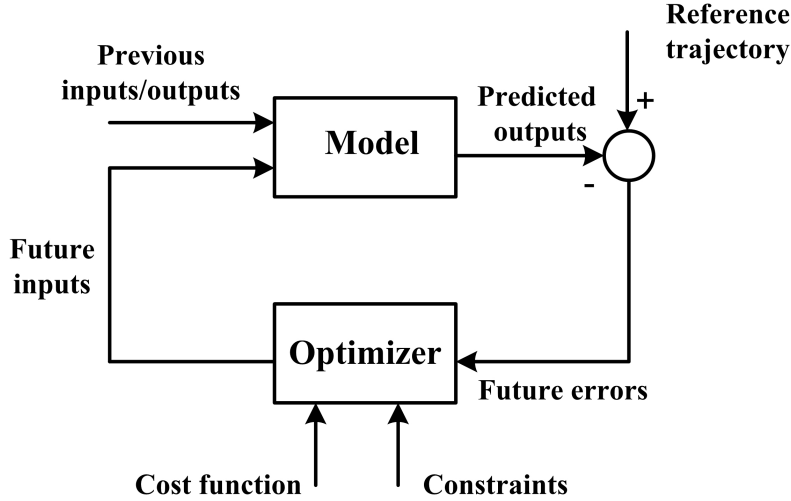 Reference
trajectory
Previous
inputs/outputs
Predicted
outputs
+
Model
-
Future
inputs
Optimizer
Future errors
Cost function
Constraints